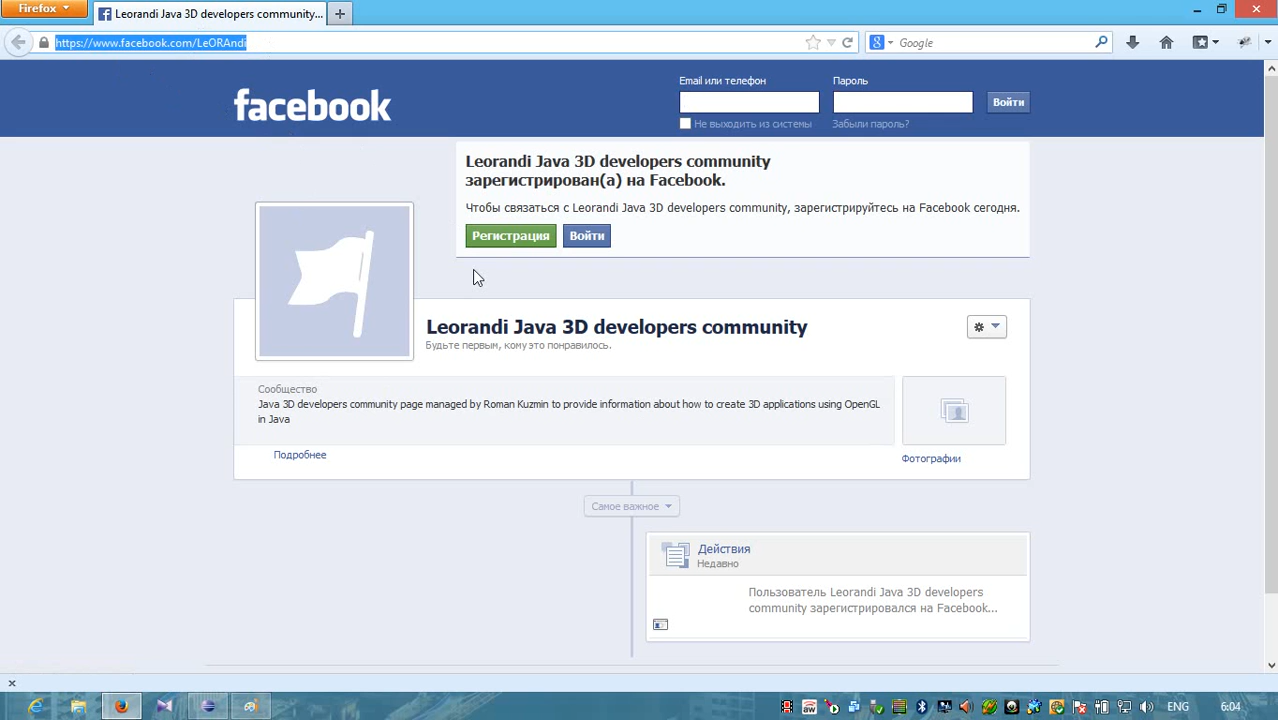 Firefox
Leorandi Java 3D developers community...
https://www.facebook.com/LeORAndi
Google
facebook
Email или телефон
Пароль
Войти
Не выходить из системы
Забыли пароль?
Leorandi Java 3D developers community
зарегистрирован(а) на Facebook.
Чтобы связаться с Leorandi Java 3D developers community, зарегистрируйтесь на Facebook сегодня.
Регистрация
Войти
Leorandi Java 3D developers community
Будьте первым, кому это понравилось.
Сообщество
Java 3D developers community page managed by Roman Kuzmin to provide information about how to create 3D applications using OpenGL
in Java
Подробнее
Фотографии
Самое важное
Действия
Недавно
Пользователь Leorandi Java 3D developers
community зарегистрировался на Facebook...
ENG
6:04